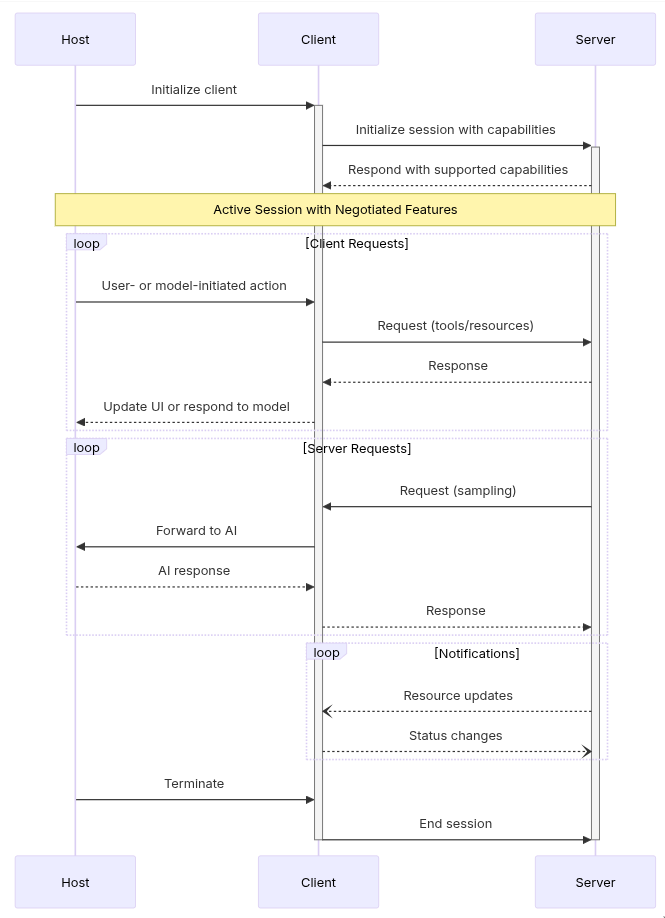 Host
Client
Server
Initialize client
Initialize session with capabilities
Respond with supported capabilities
Active Session with Negotiated Features
loop
[Client Requests]
User- or model-initiated action
Request (tools/resources)
Response
Update UI or respond to model
loop
[Server Requests]
Request (sampling)
Forward to AI
AI response
Response
loop
[Notifications]
Resource updates
Status changes
Terminate
End session
Host
Client
Server